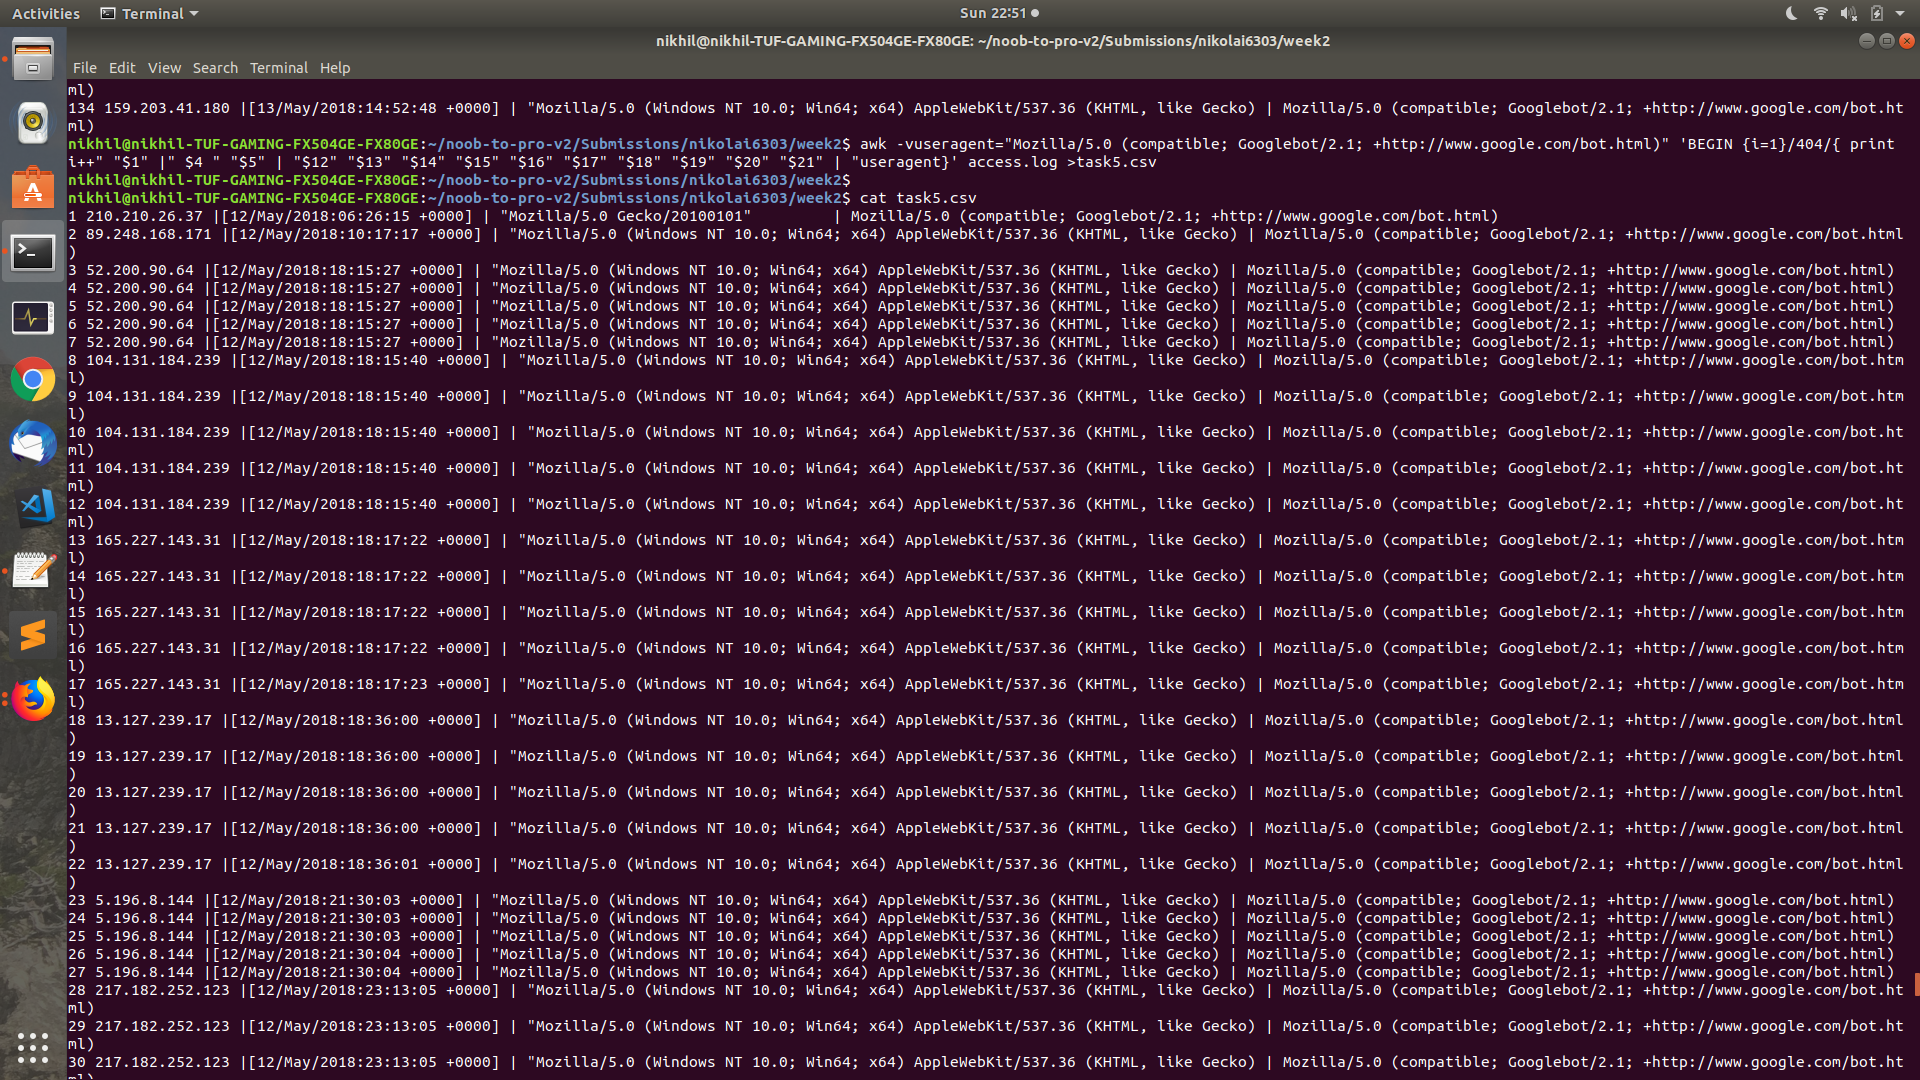 Activities Terminal Sun 22:51
nikhil@nikhil-TUF-GAMING-FX504GE-FX80GE: ~/noob-to-pro-v2/Submissions/nikolai6303/week2
File Edit View Search Terminal Help
ml)
134 159.203.41.180 |[13/May/2018:14:52:48 +0000] | "Mozilla/5.0 (Windows NT 10.0; Win64; x64) AppleWebKit/537.36 (KHTML, like Gecko) | Mozilla/5.0 (compatible; Googlebot/2.1; +http://www.google.com/bot.ht
ml)
nikhil@nikhil-TUF-GAMING-FX504GE-FX80GE:~/noob-to-pro-v2/Submissions/nikolai6303/week2$ awk -vuseragent="Mozilla/5.0 (compatible; Googlebot/2.1; +http://www.google.com/bot.html)" 'BEGIN {i=1}/404/{ print
i++" "$1" |" $4 " "$5" | "$12" "$13" "$14" "$15" "$16" "$17" "$18" "$19" "$20" "$21" | "useragent}' access.log >task5.csv
nikhil@nikhil-TUF-GAMING-FX504GE-FX80GE:~/noob-to-pro-v2/Submissions/nikolai6303/week2$
nikhil@nikhil-TUF-GAMING-FX504GE-FX80GE:~/noob-to-pro-v2/Submissions/nikolai6303/week2$ cat task5.csv
1 210.210.26.37 |[12/May/2018:06:26:15 +0000] | "Mozilla/5.0 Gecko/20100101"         | Mozilla/5.0 (compatible; Googlebot/2.1; +http://www.google.com/bot.html)
2 89.248.168.171 |[12/May/2018:10:17:17 +0000] | "Mozilla/5.0 (Windows NT 10.0; Win64; x64) AppleWebKit/537.36 (KHTML, like Gecko) | Mozilla/5.0 (compatible; Googlebot/2.1; +http://www.google.com/bot.html
)
3 52.200.90.64 |[12/May/2018:18:15:27 +0000] | "Mozilla/5.0 (Windows NT 10.0; Win64; x64) AppleWebKit/537.36 (KHTML, like Gecko) | Mozilla/5.0 (compatible; Googlebot/2.1; +http://www.google.com/bot.html)
4 52.200.90.64 |[12/May/2018:18:15:27 +0000] | "Mozilla/5.0 (Windows NT 10.0; Win64; x64) AppleWebKit/537.36 (KHTML, like Gecko) | Mozilla/5.0 (compatible; Googlebot/2.1; +http://www.google.com/bot.html)
5 52.200.90.64 |[12/May/2018:18:15:27 +0000] | "Mozilla/5.0 (Windows NT 10.0; Win64; x64) AppleWebKit/537.36 (KHTML, like Gecko) | Mozilla/5.0 (compatible; Googlebot/2.1; +http://www.google.com/bot.html)
6 52.200.90.64 |[12/May/2018:18:15:27 +0000] | "Mozilla/5.0 (Windows NT 10.0; Win64; x64) AppleWebKit/537.36 (KHTML, like Gecko) | Mozilla/5.0 (compatible; Googlebot/2.1; +http://www.google.com/bot.html)
7 52.200.90.64 |[12/May/2018:18:15:27 +0000] | "Mozilla/5.0 (Windows NT 10.0; Win64; x64) AppleWebKit/537.36 (KHTML, like Gecko) | Mozilla/5.0 (compatible; Googlebot/2.1; +http://www.google.com/bot.html)
8 104.131.184.239 |[12/May/2018:18:15:40 +0000] | "Mozilla/5.0 (Windows NT 10.0; Win64; x64) AppleWebKit/537.36 (KHTML, like Gecko) | Mozilla/5.0 (compatible; Googlebot/2.1; +http://www.google.com/bot.htm
l)
9 104.131.184.239 |[12/May/2018:18:15:40 +0000] | "Mozilla/5.0 (Windows NT 10.0; Win64; x64) AppleWebKit/537.36 (KHTML, like Gecko) | Mozilla/5.0 (compatible; Googlebot/2.1; +http://www.google.com/bot.htm
l)
10 104.131.184.239 |[12/May/2018:18:15:40 +0000] | "Mozilla/5.0 (Windows NT 10.0; Win64; x64) AppleWebKit/537.36 (KHTML, like Gecko) | Mozilla/5.0 (compatible; Googlebot/2.1; +http://www.google.com/bot.ht
ml)
11 104.131.184.239 |[12/May/2018:18:15:40 +0000] | "Mozilla/5.0 (Windows NT 10.0; Win64; x64) AppleWebKit/537.36 (KHTML, like Gecko) | Mozilla/5.0 (compatible; Googlebot/2.1; +http://www.google.com/bot.ht
ml)
12 104.131.184.239 |[12/May/2018:18:15:40 +0000] | "Mozilla/5.0 (Windows NT 10.0; Win64; x64) AppleWebKit/537.36 (KHTML, like Gecko) | Mozilla/5.0 (compatible; Googlebot/2.1; +http://www.google.com/bot.ht
ml)
13 165.227.143.31 |[12/May/2018:18:17:22 +0000] | "Mozilla/5.0 (Windows NT 10.0; Win64; x64) AppleWebKit/537.36 (KHTML, like Gecko) | Mozilla/5.0 (compatible; Googlebot/2.1; +http://www.google.com/bot.htm
l)
14 165.227.143.31 |[12/May/2018:18:17:22 +0000] | "Mozilla/5.0 (Windows NT 10.0; Win64; x64) AppleWebKit/537.36 (KHTML, like Gecko) | Mozilla/5.0 (compatible; Googlebot/2.1; +http://www.google.com/bot.htm
l)
15 165.227.143.31 |[12/May/2018:18:17:22 +0000] | "Mozilla/5.0 (Windows NT 10.0; Win64; x64) AppleWebKit/537.36 (KHTML, like Gecko) | Mozilla/5.0 (compatible; Googlebot/2.1; +http://www.google.com/bot.htm
l)
16 165.227.143.31 |[12/May/2018:18:17:22 +0000] | "Mozilla/5.0 (Windows NT 10.0; Win64; x64) AppleWebKit/537.36 (KHTML, like Gecko) | Mozilla/5.0 (compatible; Googlebot/2.1; +http://www.google.com/bot.htm
l)
17 165.227.143.31 |[12/May/2018:18:17:23 +0000] | "Mozilla/5.0 (Windows NT 10.0; Win64; x64) AppleWebKit/537.36 (KHTML, like Gecko) | Mozilla/5.0 (compatible; Googlebot/2.1; +http://www.google.com/bot.htm
l)
18 13.127.239.17 |[12/May/2018:18:36:00 +0000] | "Mozilla/5.0 (Windows NT 10.0; Win64; x64) AppleWebKit/537.36 (KHTML, like Gecko) | Mozilla/5.0 (compatible; Googlebot/2.1; +http://www.google.com/bot.html
)
19 13.127.239.17 |[12/May/2018:18:36:00 +0000] | "Mozilla/5.0 (Windows NT 10.0; Win64; x64) AppleWebKit/537.36 (KHTML, like Gecko) | Mozilla/5.0 (compatible; Googlebot/2.1; +http://www.google.com/bot.html
)
20 13.127.239.17 |[12/May/2018:18:36:00 +0000] | "Mozilla/5.0 (Windows NT 10.0; Win64; x64) AppleWebKit/537.36 (KHTML, like Gecko) | Mozilla/5.0 (compatible; Googlebot/2.1; +http://www.google.com/bot.html
)
21 13.127.239.17 |[12/May/2018:18:36:00 +0000] | "Mozilla/5.0 (Windows NT 10.0; Win64; x64) AppleWebKit/537.36 (KHTML, like Gecko) | Mozilla/5.0 (compatible; Googlebot/2.1; +http://www.google.com/bot.html
)
22 13.127.239.17 |[12/May/2018:18:36:01 +0000] | "Mozilla/5.0 (Windows NT 10.0; Win64; x64) AppleWebKit/537.36 (KHTML, like Gecko) | Mozilla/5.0 (compatible; Googlebot/2.1; +http://www.google.com/bot.html
)
23 5.196.8.144 |[12/May/2018:21:30:03 +0000] | "Mozilla/5.0 (Windows NT 10.0; Win64; x64) AppleWebKit/537.36 (KHTML, like Gecko) | Mozilla/5.0 (compatible; Googlebot/2.1; +http://www.google.com/bot.html)
24 5.196.8.144 |[12/May/2018:21:30:03 +0000] | "Mozilla/5.0 (Windows NT 10.0; Win64; x64) AppleWebKit/537.36 (KHTML, like Gecko) | Mozilla/5.0 (compatible; Googlebot/2.1; +http://www.google.com/bot.html)
25 5.196.8.144 |[12/May/2018:21:30:03 +0000] | "Mozilla/5.0 (Windows NT 10.0; Win64; x64) AppleWebKit/537.36 (KHTML, like Gecko) | Mozilla/5.0 (compatible; Googlebot/2.1; +http://www.google.com/bot.html)
26 5.196.8.144 |[12/May/2018:21:30:04 +0000] | "Mozilla/5.0 (Windows NT 10.0; Win64; x64) AppleWebKit/537.36 (KHTML, like Gecko) | Mozilla/5.0 (compatible; Googlebot/2.1; +http://www.google.com/bot.html)
27 5.196.8.144 |[12/May/2018:21:30:04 +0000] | "Mozilla/5.0 (Windows NT 10.0; Win64; x64) AppleWebKit/537.36 (KHTML, like Gecko) | Mozilla/5.0 (compatible; Googlebot/2.1; +http://www.google.com/bot.html)
28 217.182.252.123 |[12/May/2018:23:13:05 +0000] | "Mozilla/5.0 (Windows NT 10.0; Win64; x64) AppleWebKit/537.36 (KHTML, like Gecko) | Mozilla/5.0 (compatible; Googlebot/2.1; +http://www.google.com/bot.ht
ml)
29 217.182.252.123 |[12/May/2018:23:13:05 +0000] | "Mozilla/5.0 (Windows NT 10.0; Win64; x64) AppleWebKit/537.36 (KHTML, like Gecko) | Mozilla/5.0 (compatible; Googlebot/2.1; +http://www.google.com/bot.ht
ml)
30 217.182.252.123 |[12/May/2018:23:13:05 +0000] | "Mozilla/5.0 (Windows NT 10.0; Win64; x64) AppleWebKit/537.36 (KHTML, like Gecko) | Mozilla/5.0 (compatible; Googlebot/2.1; +http://www.google.com/bot.ht
ml)